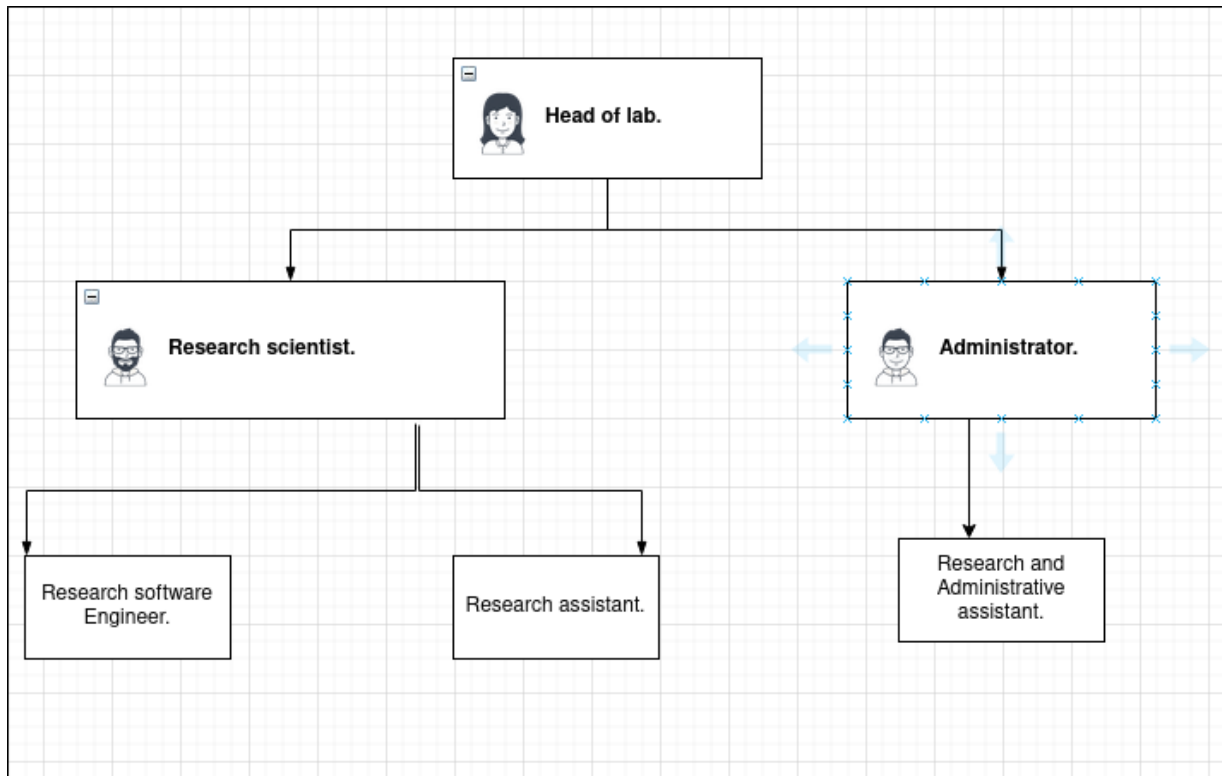 Head of lab.
Research scientist.
Administrator.
Research software
Engineer.
Research assistant.
Research and
Administrative
assistant.